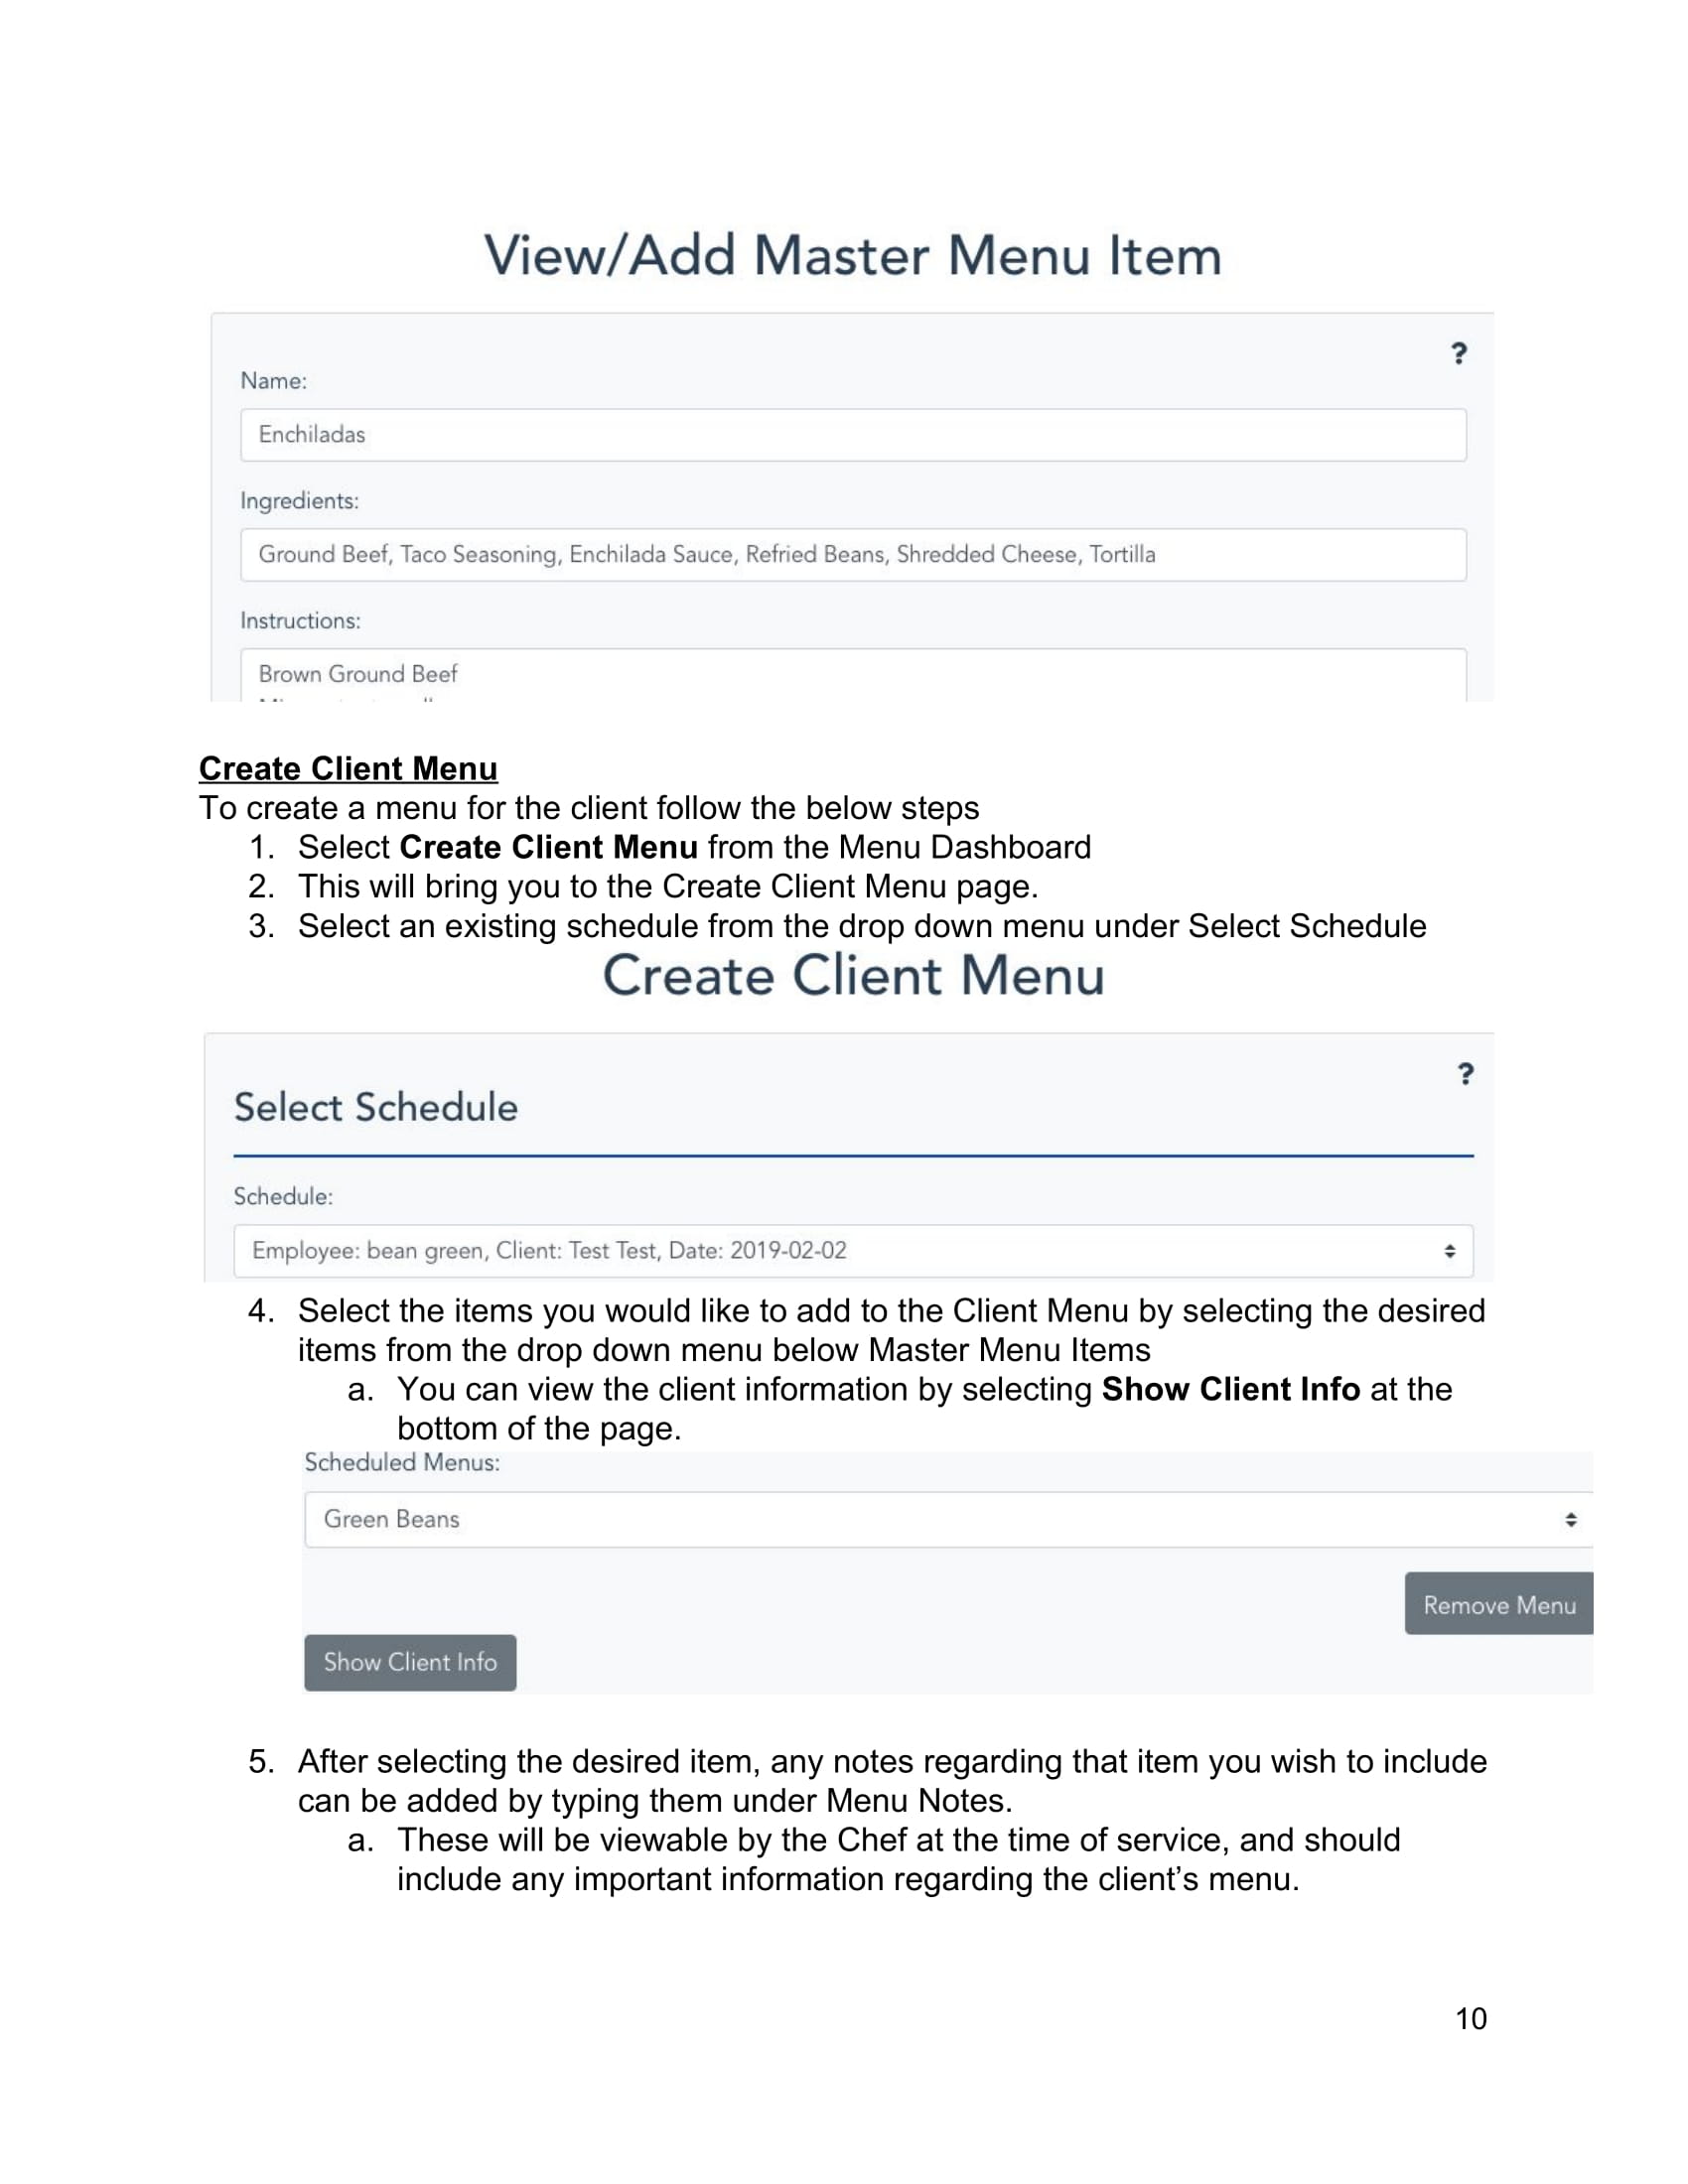 View/Add Master Menu Item
?
Name:
Enchiladas
Ingredients:
Ground Beef, Taco Seasoning, Enchilada Sauce, Refried Beans, Shredded Cheese, Tortilla
Instructions:
Brown Ground Beef
Create Client Menu
To create a menu for the client follow the below steps
1. Select Create Client Menu from the Menu Dashboard
2. This will bring you to the Create Client Menu page.
3. Select an existing schedule from the drop down menu under Select Schedule
Create Client Menu
?
Select Schedule
Schedule:
Employee: bean green, Client: Test Test, Date: 2019-02-02
4. Select the items you would like to add to the Client Menu by selecting the desired
items from the drop down menu below Master Menu Items
a. You can view the client information by selecting Show Client Info at the
bottom of the page.
Scheduled Menus:
Green Beans
Remove Menu
Show Client Info
5. After selecting the desired item, any notes regarding that item you wish to include
can be added by typing them under Menu Notes.
a. These will be viewable by the Chef at the time of service, and should
include any important information regarding the client’s menu.
10